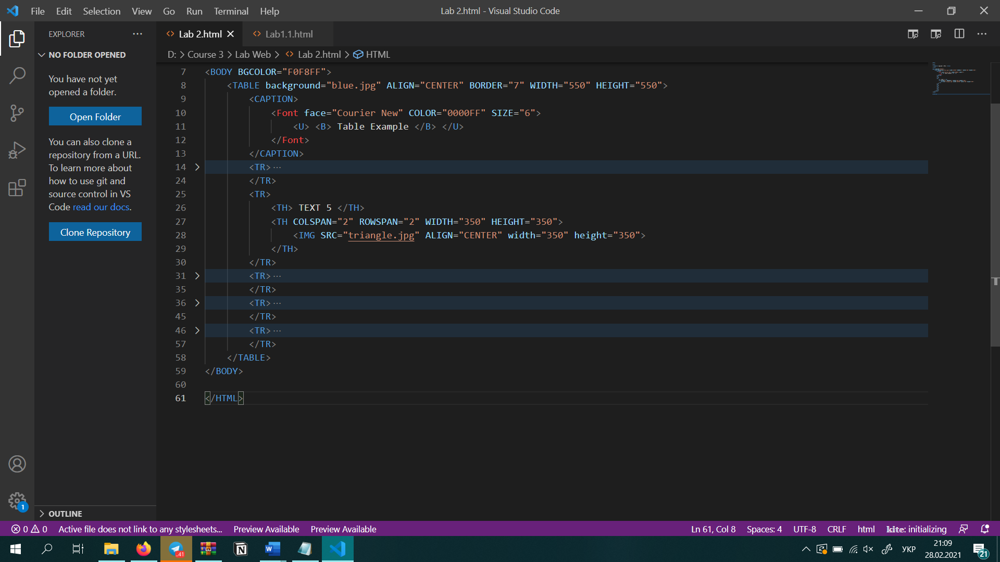 File Edit Selection View Go Run Terminal Help
Lab 2.html - Visual Studio Code
EXPLORER
NO FOLDER OPENED
You have not yet
opened a folder.
Open Folder
You can also clone a
repository from a URL.
To learn more about
how to use git and
source control in VS
Code read our docs.
Clone Repository
OUTLINE
Lab 2.html
Lab1.1.html
D: > Course 3 > Lab Web > Lab 2.html > HTML
7 <BODY BGCOLOR="F0F8FF">
8 <TABLE background="blue.jpg" ALIGN="CENTER" BORDER="7" WIDTH="550" HEIGHT="550">
9 <CAPTION>
10 <Font face="Courier New" COLOR="0000FF" SIZE="6">
11 <U> <B> Table Example </B> </U>
12 </Font>
13 </CAPTION>
14 <TR>···
24 </TR>
25 <TR>
26 <TH> TEXT 5 </TH>
27 <TH COLSPAN="2" ROWSPAN="2" WIDTH="350" HEIGHT="350">
28 <IMG SRC="triangle.jpg" ALIGN="CENTER" width="350" height="350">
29 </TH>
30 </TR>
31 <TR>···
35 </TR>
36 <TR>···
45 </TR>
46 <TR>···
57 </TR>
58 </TABLE>
59 </BODY>
60
61 </HTML>
1
0 0 Active file does not link to any stylesheets... Preview Available Preview Available
Ln 61, Col 8 Spaces: 4 UTF-8 CRLF html kite: initializing
..41
УКР
21:09
28.02.2021
21